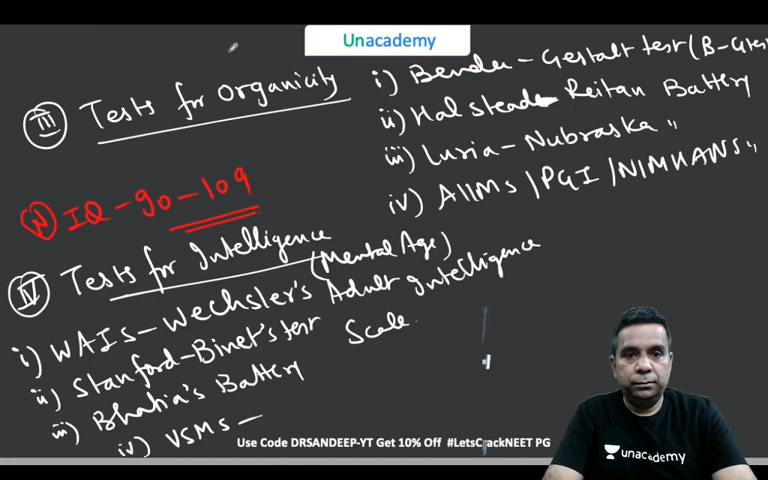 Unacademy
III Tests for Organicity
i) Bender - Gestalt test (B-Gtest
ii) Halstead Reitan Battery
iii) Luria - Nubraska "
iv) AIIMS / PGI / NIMHANS "
N IQ - 90 - 109
IV Tests for Intelligence
(Mental Age)
i) WAIS - Wechsler's Adult Intelligence
Scale.
ii) Stanford - Binet's test
iii) Bhatia's Battery
iv) VSMS -
Use Code DRSANDEEP-YT Get 10% Off #LetsCrackNEET PG
unacademy